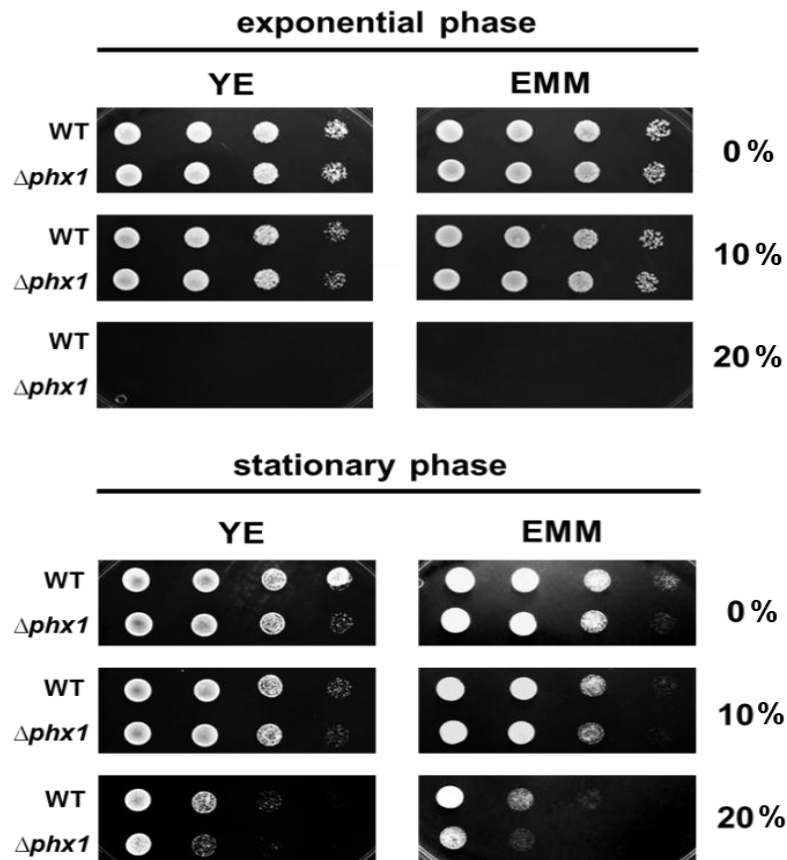 exponential phase
YE EMM
WT
Δphx1
0 %
WT
Δphx1
10 %
WT
Δphx1
20 %
stationary phase
YE EMM
WT
Δphx1
0 %
WT
Δphx1
10 %
WT
Δphx1
20 %